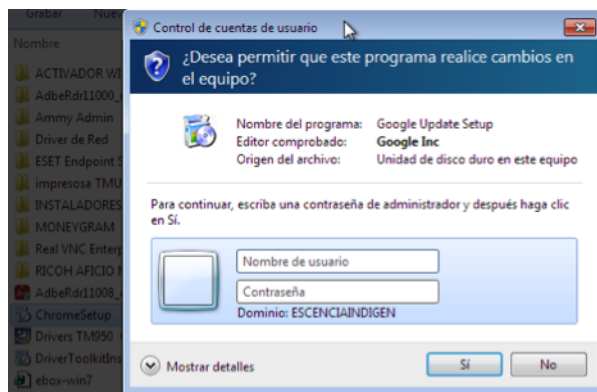 Grabar
Control de cuentas de usuario
Nombre
¿Desea permitir que este programa realice cambios en
el equipo?
ACTIVADOR WI
AdbeRdr11000_
Ammy Admin
Driver de Red
ESET Endpoint S
impresosa TMU
INSTALADORES
MONEYGRAM
Real VNC Enterp
RICOH AFICIO
AdbeRdr11008_
ChromeSetup
Drivers TM950
DriverToolkitIns
ebox-win7
Nombre del programa: Google Update Setup
Editor comprobado: Google Inc
Origen del archivo: Unidad de disco duro en este equipo
Para continuar, escriba una contraseña de administrador y después haga clic
en Sí.
Nombre de usuario
Contraseña
Dominio: ESCENCIAINDIGEN
Mostrar detalles
Sí
No